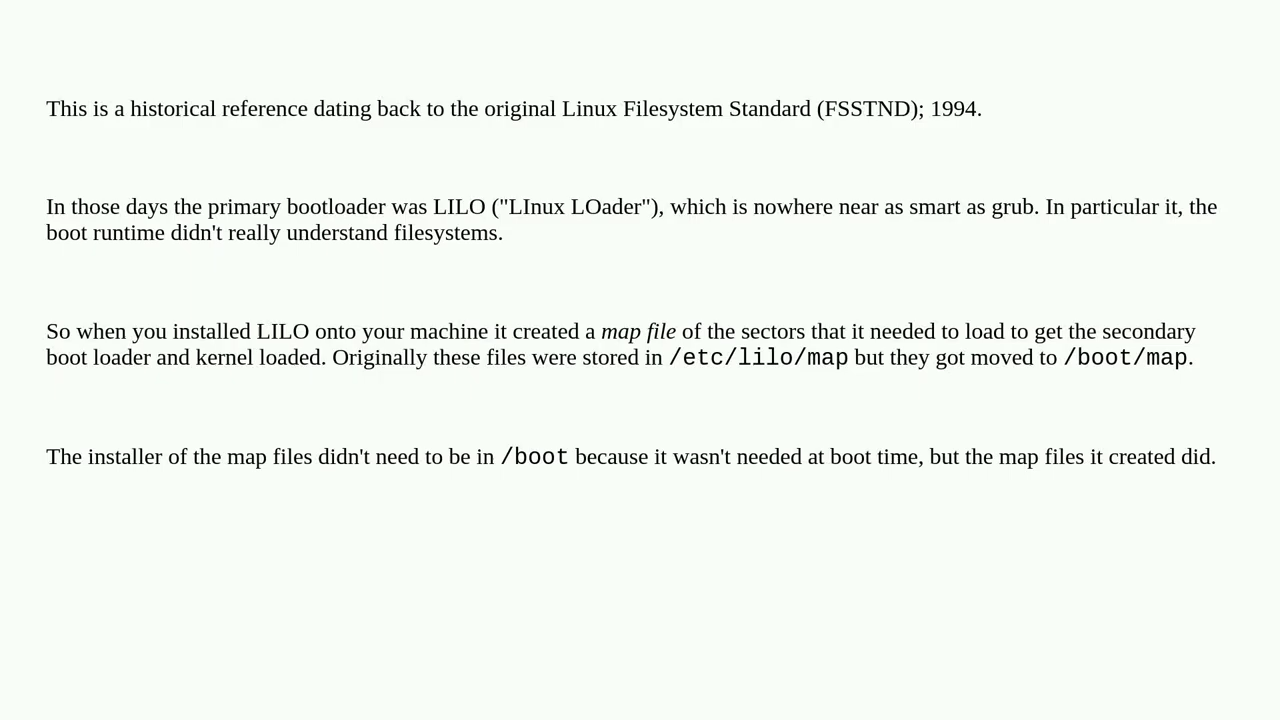 This is a historical reference dating back to the original Linux Filesystem Standard (FSSTND); 1994.
In those days the primary bootloader was LILO ("LInux LOader"), which is nowhere near as smart as grub. In particular it, the
boot runtime didn't really understand filesystems.
So when you installed LILO onto your machine it created a map file of the sectors that it needed to load to get the secondary
boot loader and kernel loaded. Originally these files were stored in /etc/lilo/map but they got moved to /boot/map.
The installer of the map files didn't need to be in /boot because it wasn't needed at boot time, but the map files it created did.